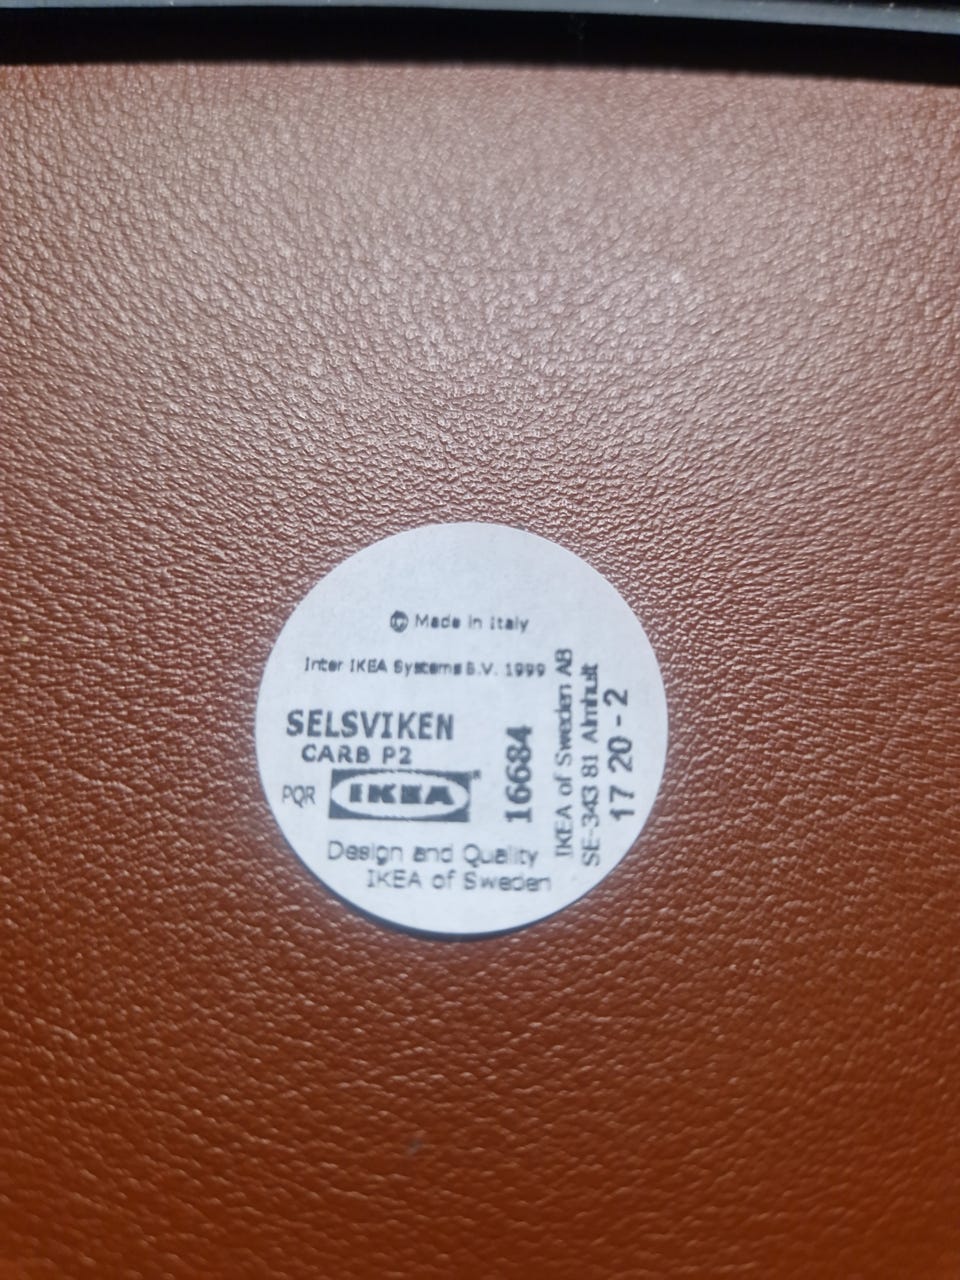 © Made in Italy
Inter IKEA Systems B.V. 1999
SELSVIKEN
CARB P2
PQR IKEA®
Design and Quality
IKEA of Sweden
16684
IKEA of Sweden AB
SE-343 81 Älmhult
17 20 - 2